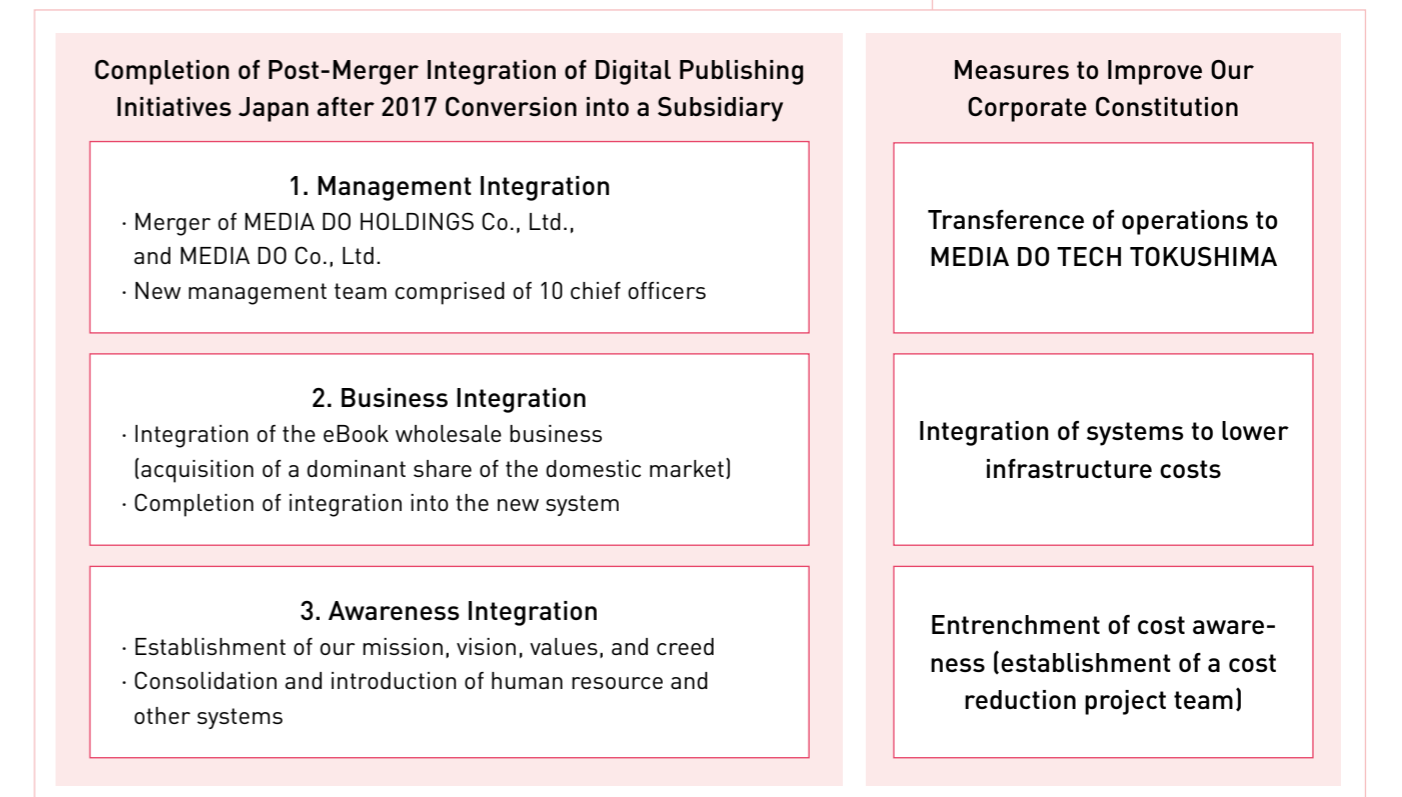 Completion of Post-Merger Integration of Digital Publishing
Initiatives Japan after 2017 Conversion into a Subsidiary
1. Management Integration
· Merger of MEDIA DO HOLDINGS Co., Ltd.,
and MEDIA DO Co., Ltd.
· New management team comprised of 10 chief officers
2. Business Integration
· Integration of the eBook wholesale business
(acquisition of a dominant share of the domestic market)
· Completion of integration into the new system
3. Awareness Integration
· Establishment of our mission, vision, values, and creed
· Consolidation and introduction of human resource and
other systems
Measures to Improve Our
Corporate Constitution
Transference of operations to
MEDIA DO TECH TOKUSHIMA
Integration of systems to lower
infrastructure costs
Entrenchment of cost aware-
ness (establishment of a cost
reduction project team)